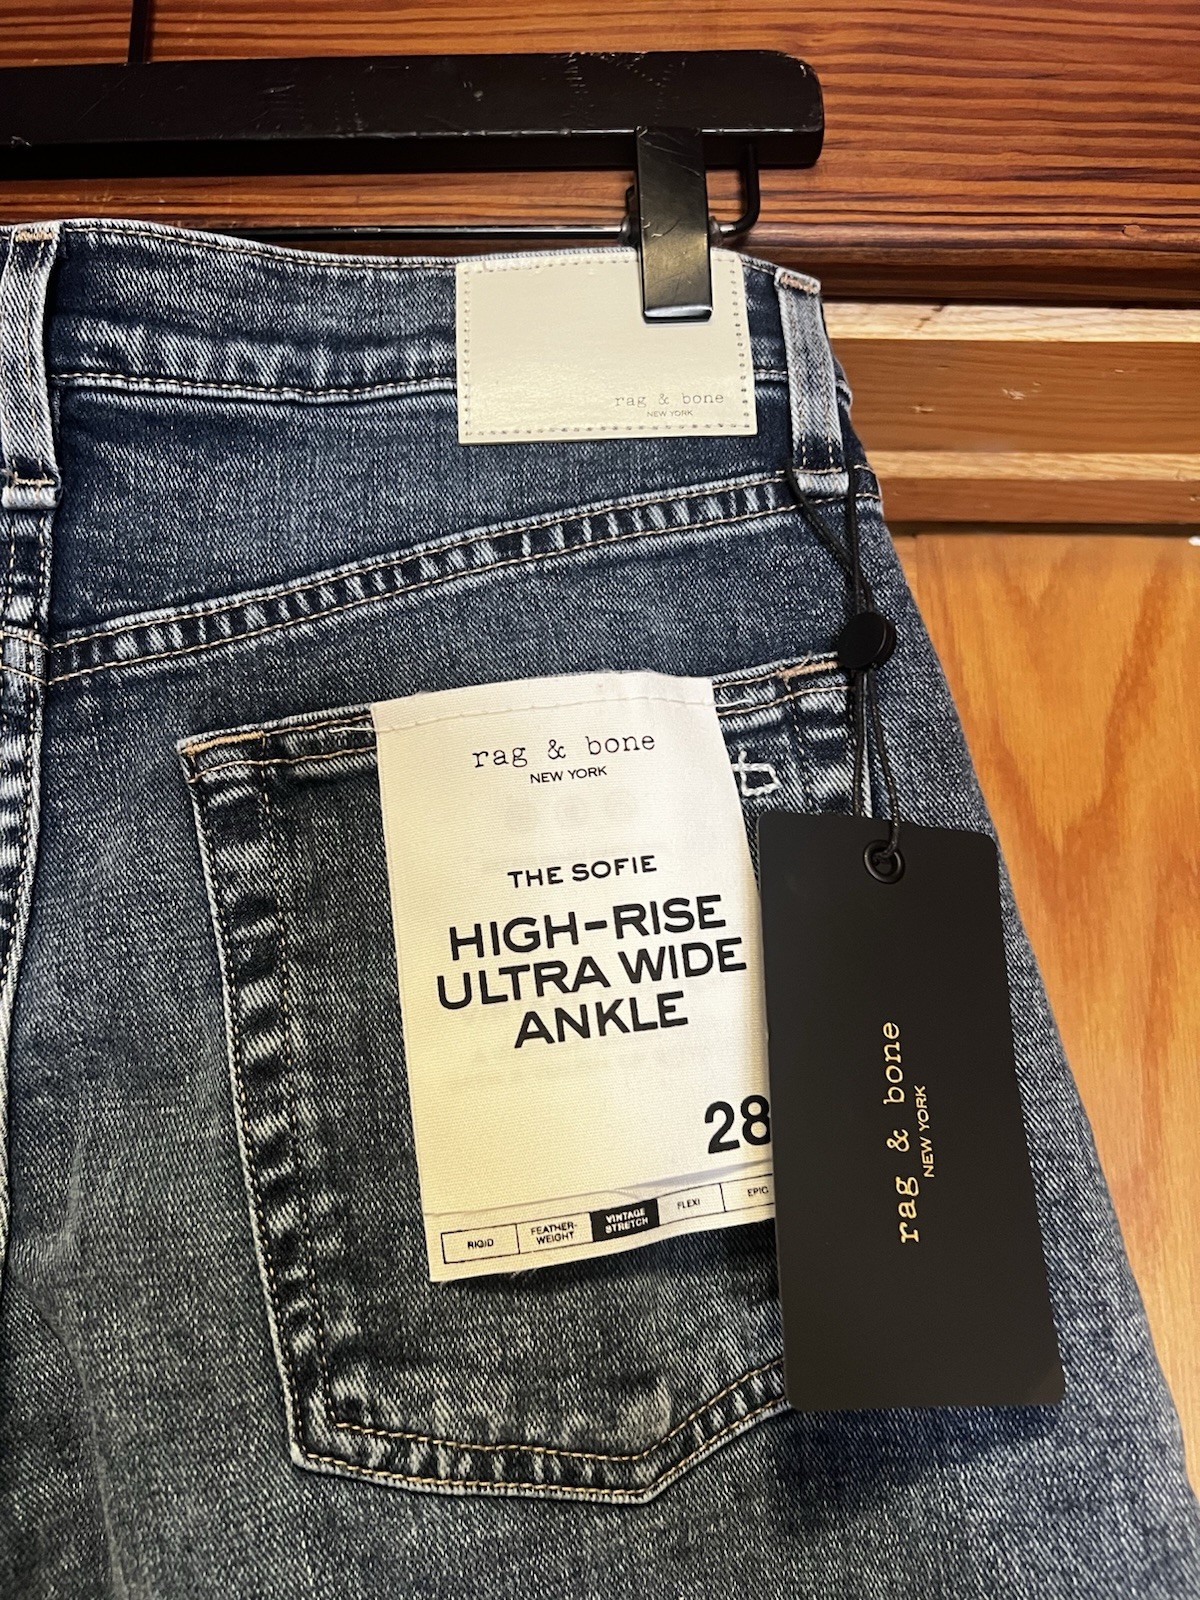 rag & bone
NEW YORK
rag & bone
NEW YORK
THE SOFIE
HIGH-RISE
ULTRA WIDE
ANKLE
28
RIGID
FEATHER-
WEIGHT
VINTAGE
STRETCH
FLEXI
EPIC
rag & bone
NEW YORK